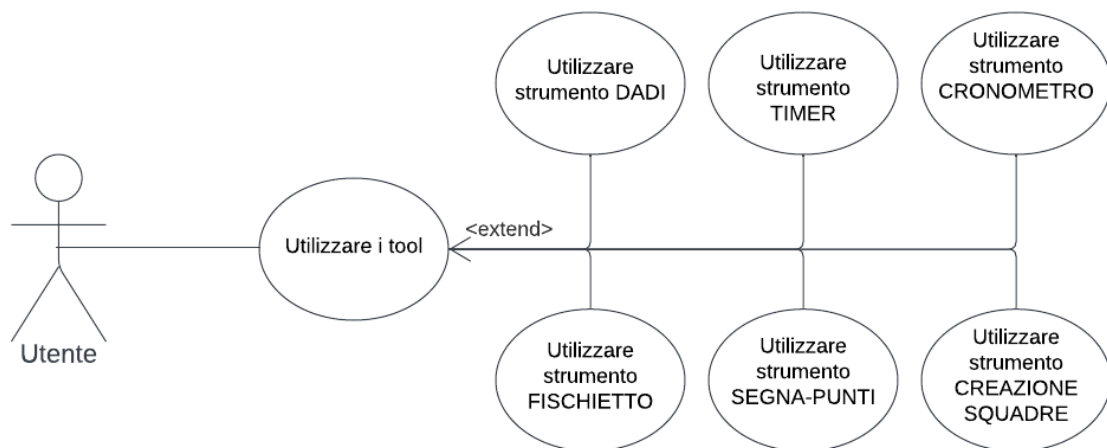 Utilizzare
strumento DADI
Utilizzare
strumento
TIMER
Utilizzare
strumento
CRONOMETRO
<extend>
Utilizzare i tool
Utente
Utilizzare
strumento
FISCHIETTO
Utilizzare
strumento
SEGNA-PUNTI
Utilizzare
strumento
CREAZIONE
SQUADRE